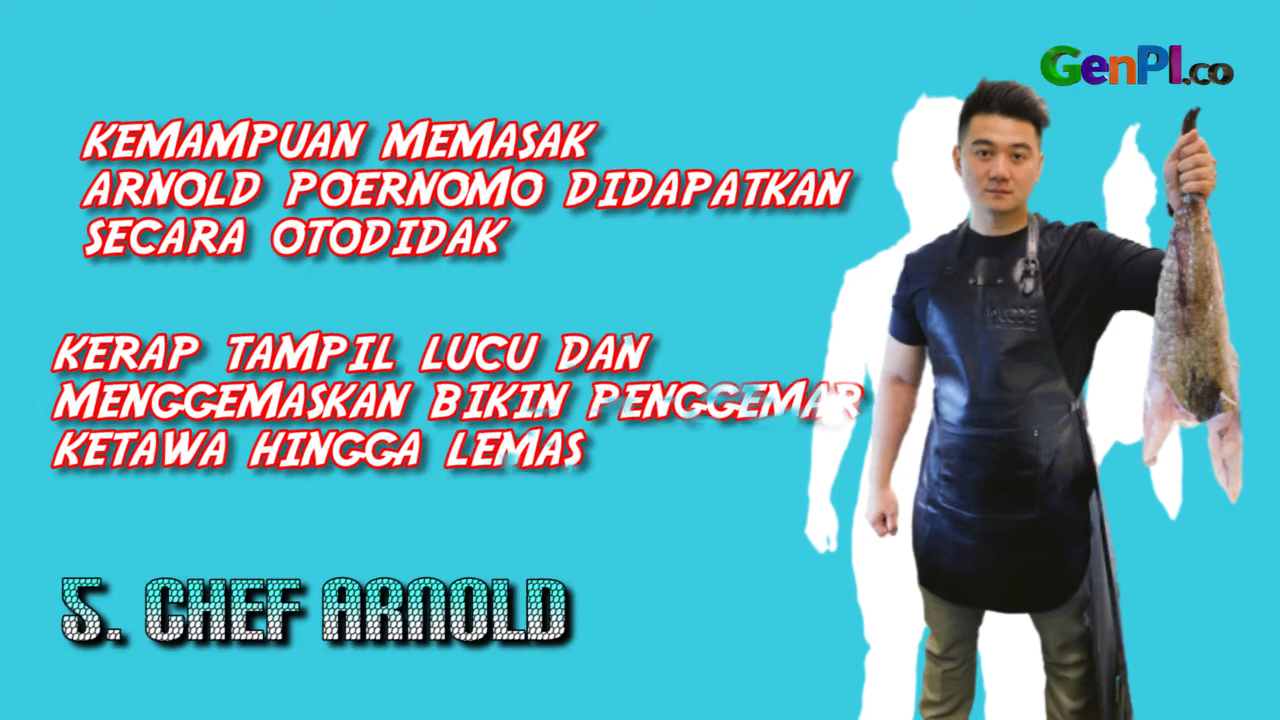 GenPI.co
KEMAMPUAN MEMASAK
ARNOLD POERNOMO DIDAPATKAN
SECARA OTODIDAK
KERAP TAMPIL LUCU DAN
MENGGEMASKAN BIKIN PENGGEMAR
KETAWA HINGGA LEMAS
5. CHEF ARNOLD